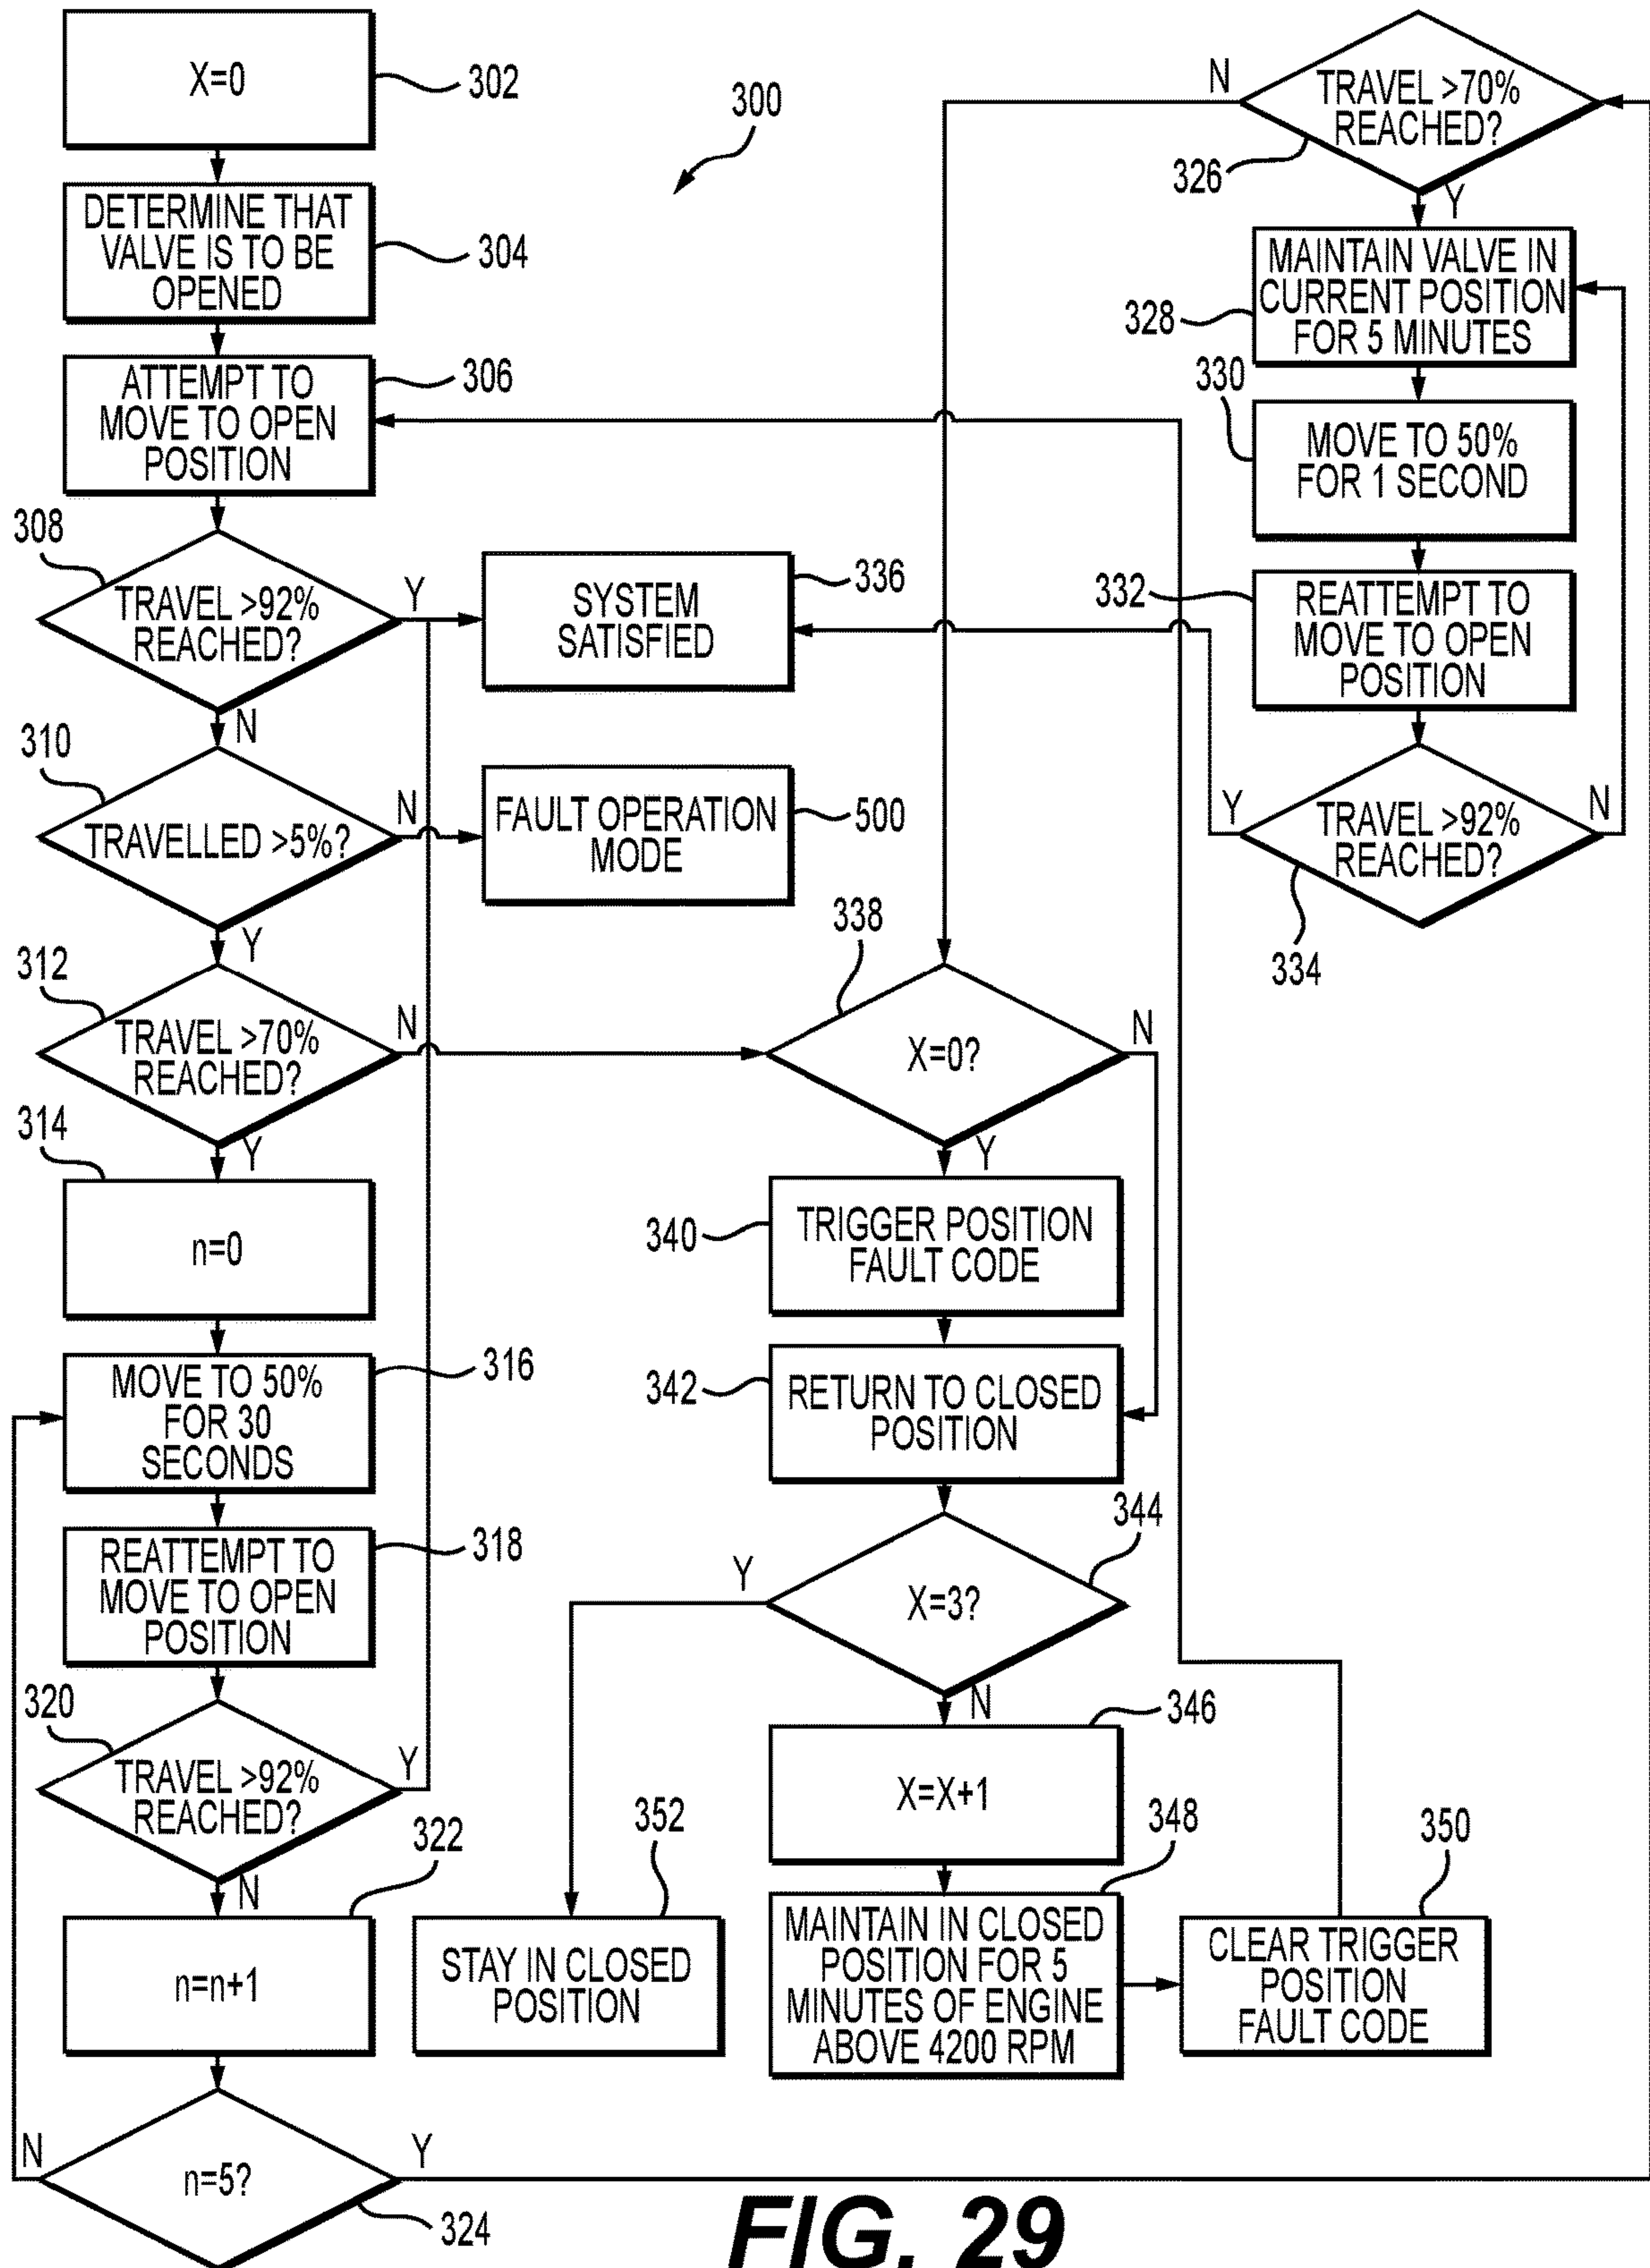 X=0
302
DETERMINE THAT
VALVE IS TO BE
OPENED
304
ATTEMPT TO
MOVE TO OPEN
POSITION
306
308
TRAVEL >92%
REACHED?
Y
N
SYSTEM
SATISFIED
336
310
TRAVELLED >5%?
N
Y
FAULT OPERATION
MODE
500
312
TRAVEL >70%
REACHED?
N
Y
314
n=0
MOVE TO 50%
FOR 30
SECONDS
316
REATTEMPT TO
MOVE TO OPEN
POSITION
318
320
TRAVEL >92%
REACHED?
Y
N
322
n=n+1
N
n=5?
Y
324
300
N
TRAVEL >70%
REACHED?
326
Y
MAINTAIN VALVE IN
CURRENT POSITION
FOR 5 MINUTES
328
330
MOVE TO 50%
FOR 1 SECOND
332
REATTEMPT TO
MOVE TO OPEN
POSITION
Y
TRAVEL >92%
REACHED?
N
334
338
X=0?
N
Y
340
TRIGGER POSITION
FAULT CODE
342
RETURN TO CLOSED
POSITION
344
Y
X=3?
N
346
X=X+1
352
STAY IN CLOSED
POSITION
348
MAINTAIN IN CLOSED
POSITION FOR 5
MINUTES OF ENGINE
ABOVE 4200 RPM
350
CLEAR TRIGGER
POSITION
FAULT CODE
FIG. 29